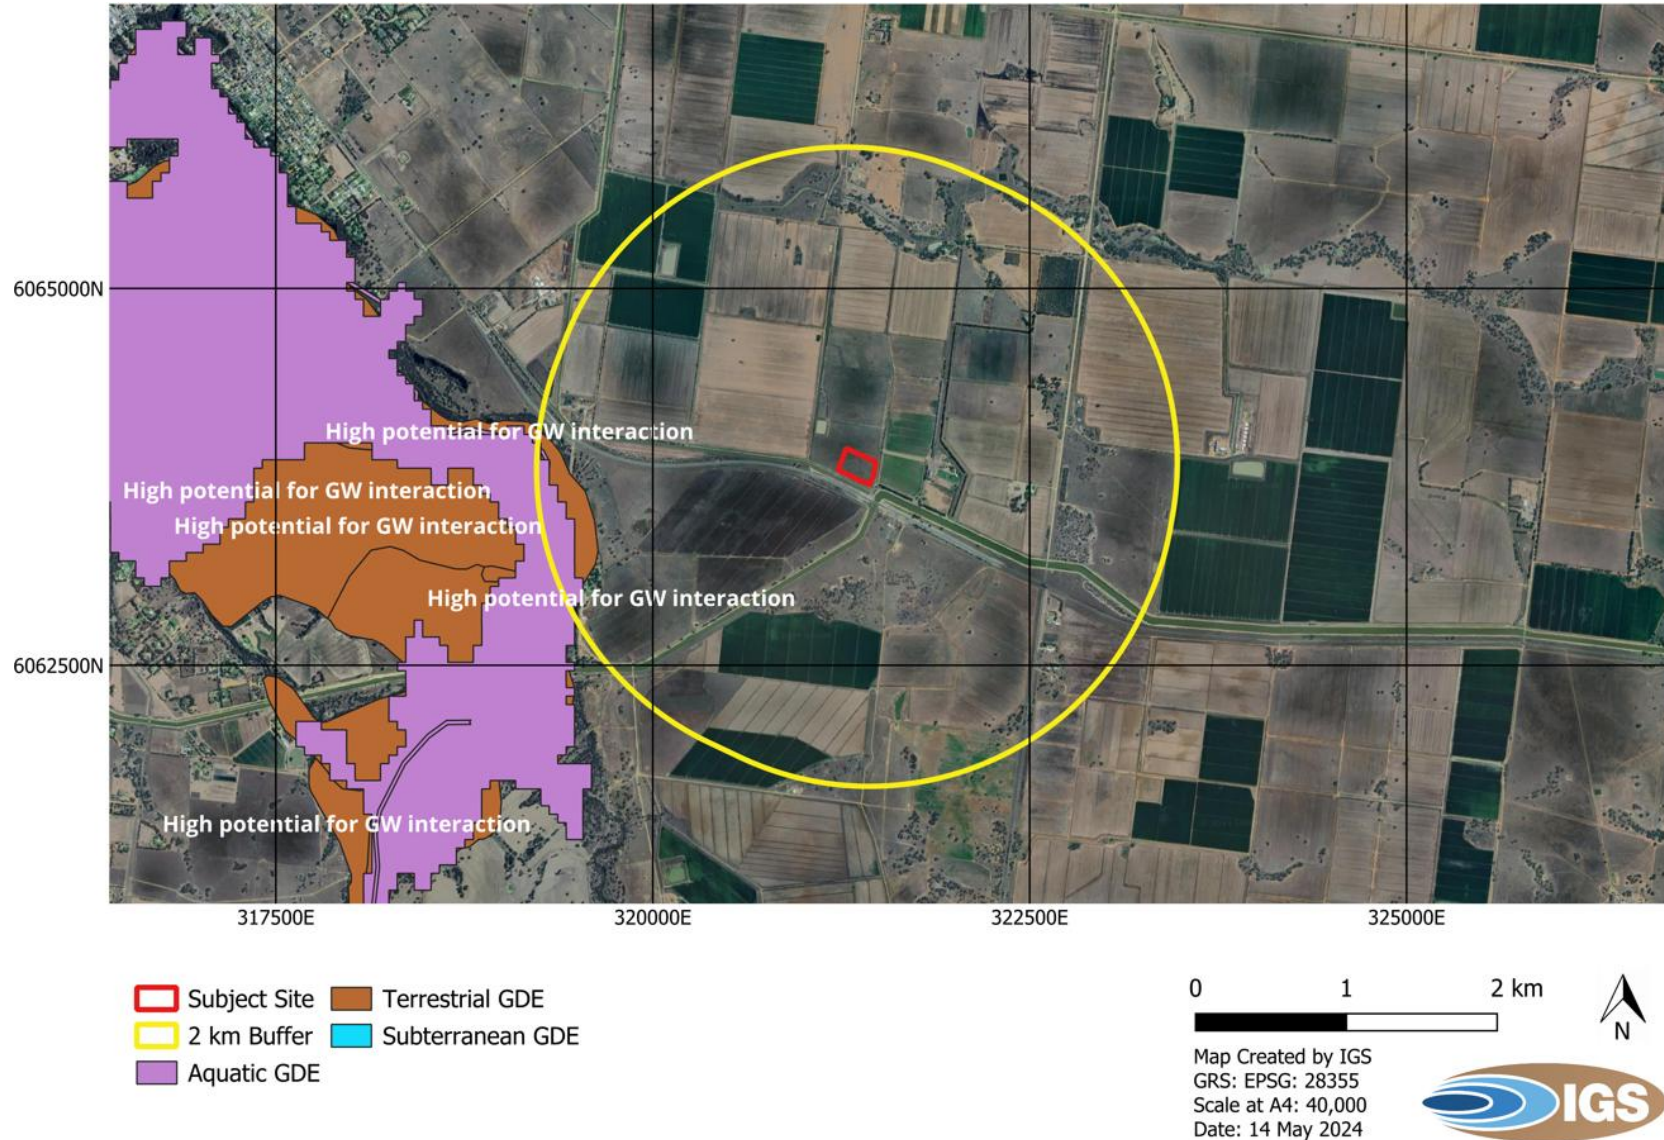 6065000N
High potential for GW interaction
High potential for GW interaction
High potential for GW interaction
High potential for GW interaction
6062500N
High potential for GW interaction
317500E
320000E
322500E
325000E
Subject Site
Terrestrial GDE
2 km Buffer
Subterranean GDE
Aquatic GDE
0 1 2 km
N
Map Created by IGS
GRS: EPSG: 28355
Scale at A4: 40,000
Date: 14 May 2024
IGS